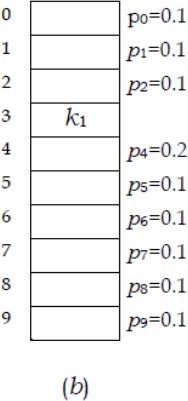 0 p₀=0.1
1 p₁=0.1
2 p₂=0.1
3 k₁
4 p₄=0.2
5 p₅=0.1
6 p₆=0.1
7 p₇=0.1
8 p₈=0.1
9 p₉=0.1
(b)